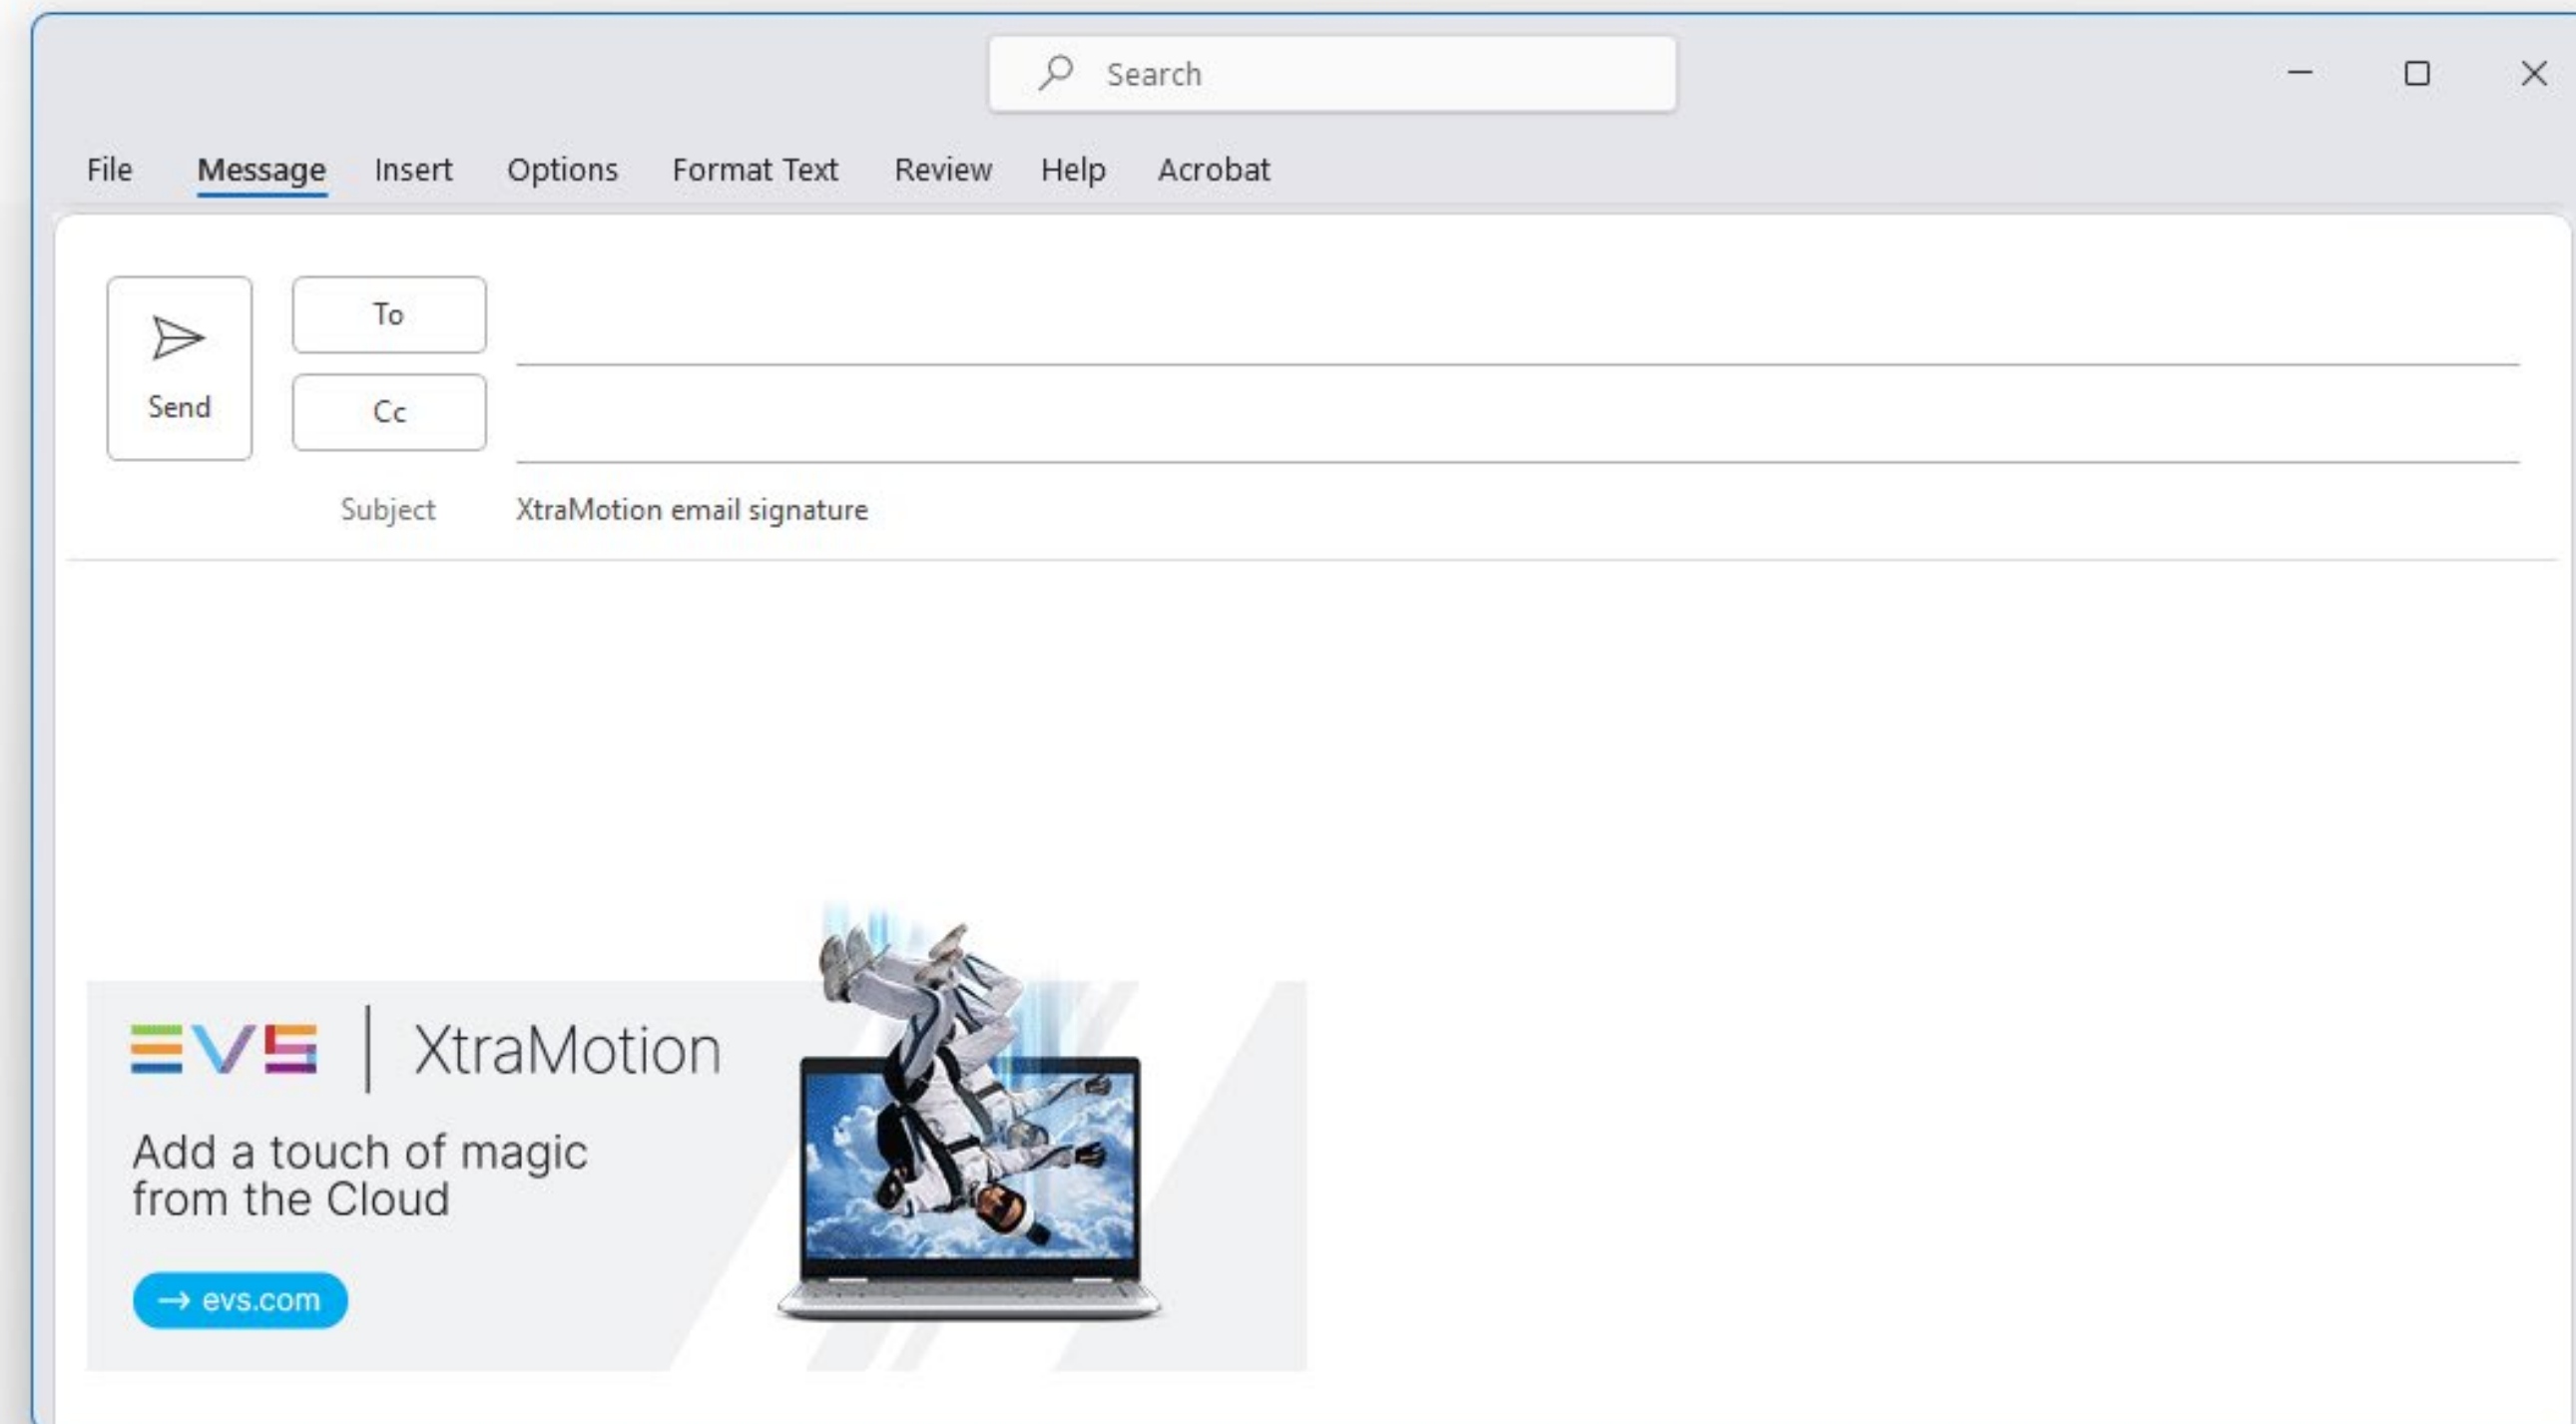 Search
File Message Insert Options Format Text Review Help Acrobat
To
Send
Cc
Subject XtraMotion email signature
EVS | XtraMotion
Add a touch of magic
from the Cloud
→ evs.com